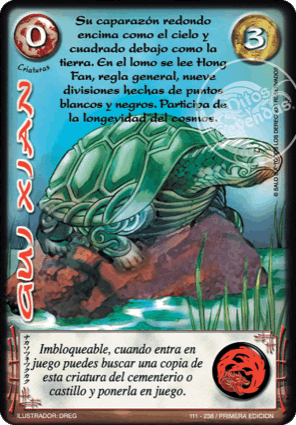 0
3
Criaturas
Su caparazón redondo
encima como el cielo y
cuadrado debajo como la
tierra. En el lomo se lee Hong
Fan, regla general, nueve
divisiones hechas de puntos
blancos y negros. Participa de
la longevidad del cosmos.
GUI XIAN
Imbloqueable, cuando entra en
juego puedes buscar una copia de
esta criatura del cementerio o
castillo y ponerla en juego.
ILUSTRADOR: DREG
111 - 236 / PRIMERA EDICION